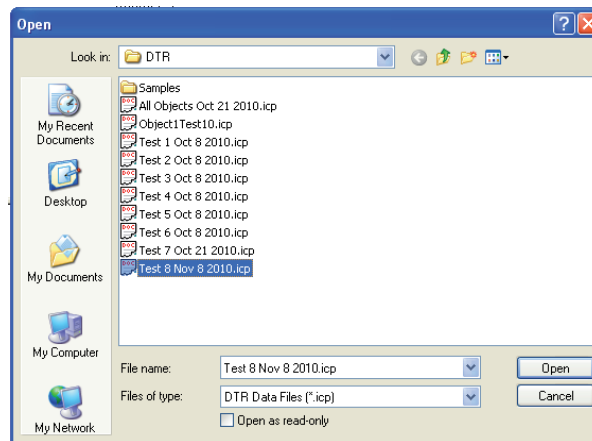 Open
Look in: DTR
Samples
All Objects Oct 21 2010.icp
Object1Test10.icp
Test 1 Oct 8 2010.icp
Test 2 Oct 8 2010.icp
Test 3 Oct 8 2010.icp
Test 4 Oct 8 2010.icp
Test 5 Oct 8 2010.icp
Test 6 Oct 8 2010.icp
Test 7 Oct 21 2010.icp
Test 8 Nov 8 2010.icp
My Recent
Documents
Desktop
My Documents
My Computer
My Network
File name: Test 8 Nov 8 2010.icp Open
Files of type: DTR Data Files (*.icp) Cancel
Open as read-only